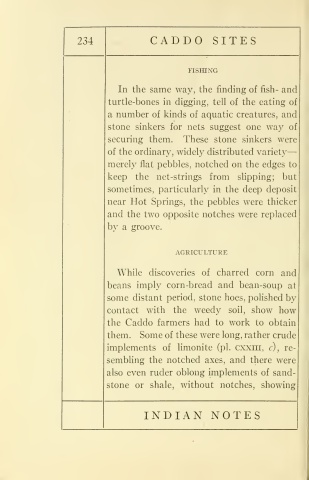 234
CADDO SITES
FISHING
In the same way, the finding of fish- and
turtle-bones in digging, tell of the eating of
a number of kinds of aquatic creatures, and
stone sinkers for nets suggest one way of
securing them. These stone sinkers were
of the ordinary, widely distributed variety—
merely flat pebbles, notched on the edges to
keep the net-strings from slipping; but
sometimes, particularly in the deep deposit
near Hot Springs, the pebbles were thicker
and the two opposite notches were replaced
by a groove.
AGRICULTURE
While discoveries of charred corn and
beans imply corn-bread and bean-soup at
some distant period, stone hoes, polished by
contact with the weedy soil, show how
the Caddo farmers had to work to obtain
them. Some of these were long, rather crude
implements of limonite (pl. CXXIII, c), re-
sembling the notched axes, and there were
also even ruder oblong implements of sand-
stone or shale, without notches, showing
INDIAN NOTES